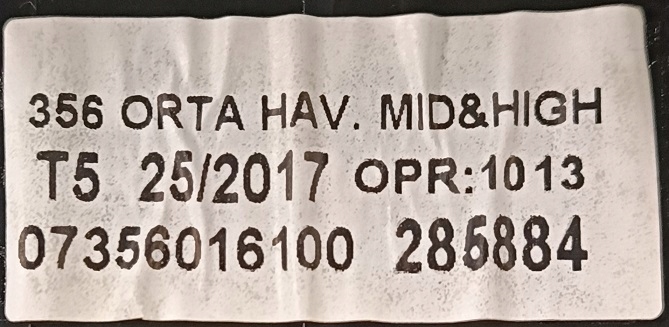 356 ORTA HAV. MID&HIGH
T5 25/2017 OPR:1013
07356016100 285884